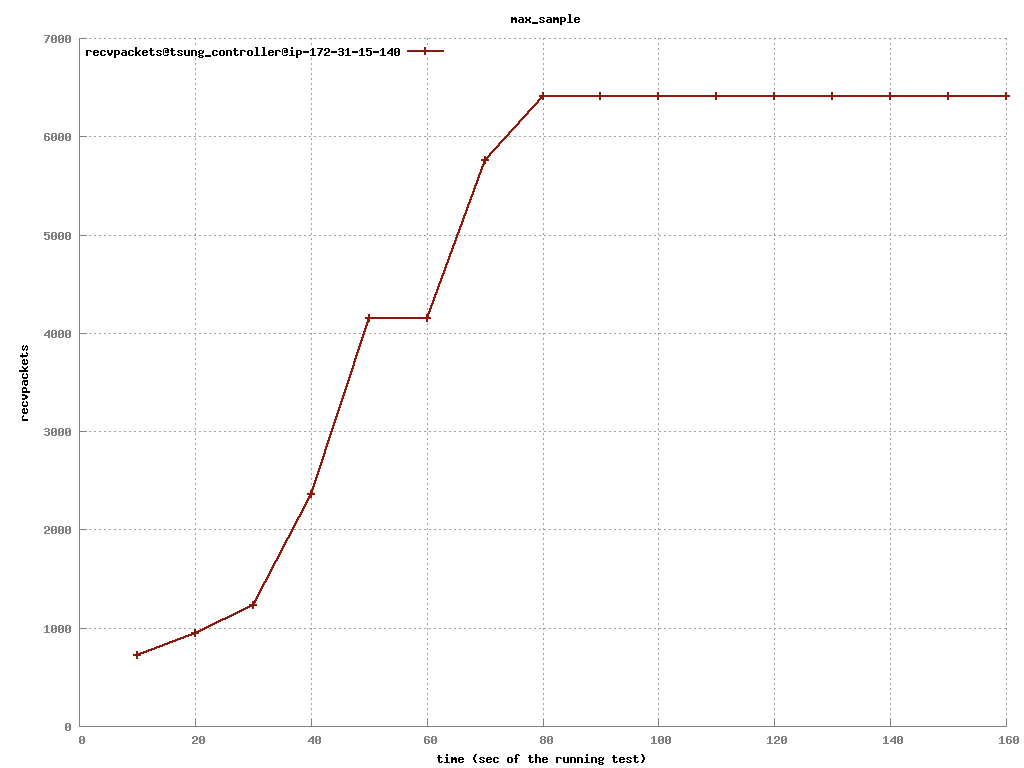 max_sample
7000
recvpackets@tsung_controller@ip-172-31-15-140
6000
5000
4000
recvpackets
3000
2000
1000
0
0 20 40 60 80 100 120 140 160
time (sec of the running test)